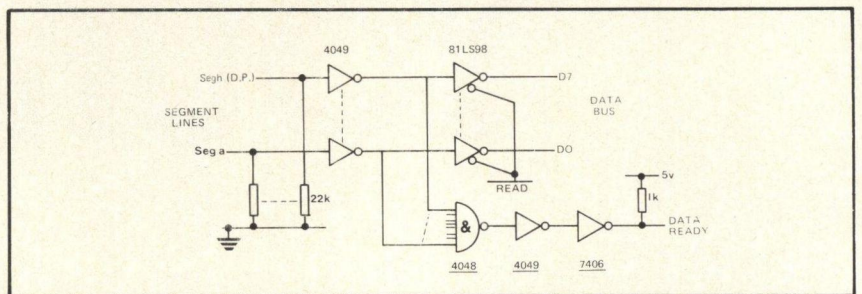 4049
81LS98
Segh (D.P.)
D7
SEGMENT
LINES
DATA
BUS
Seg a
D0
READ
5v
22k
1k
&
DATA
READY
4048
4049
7406